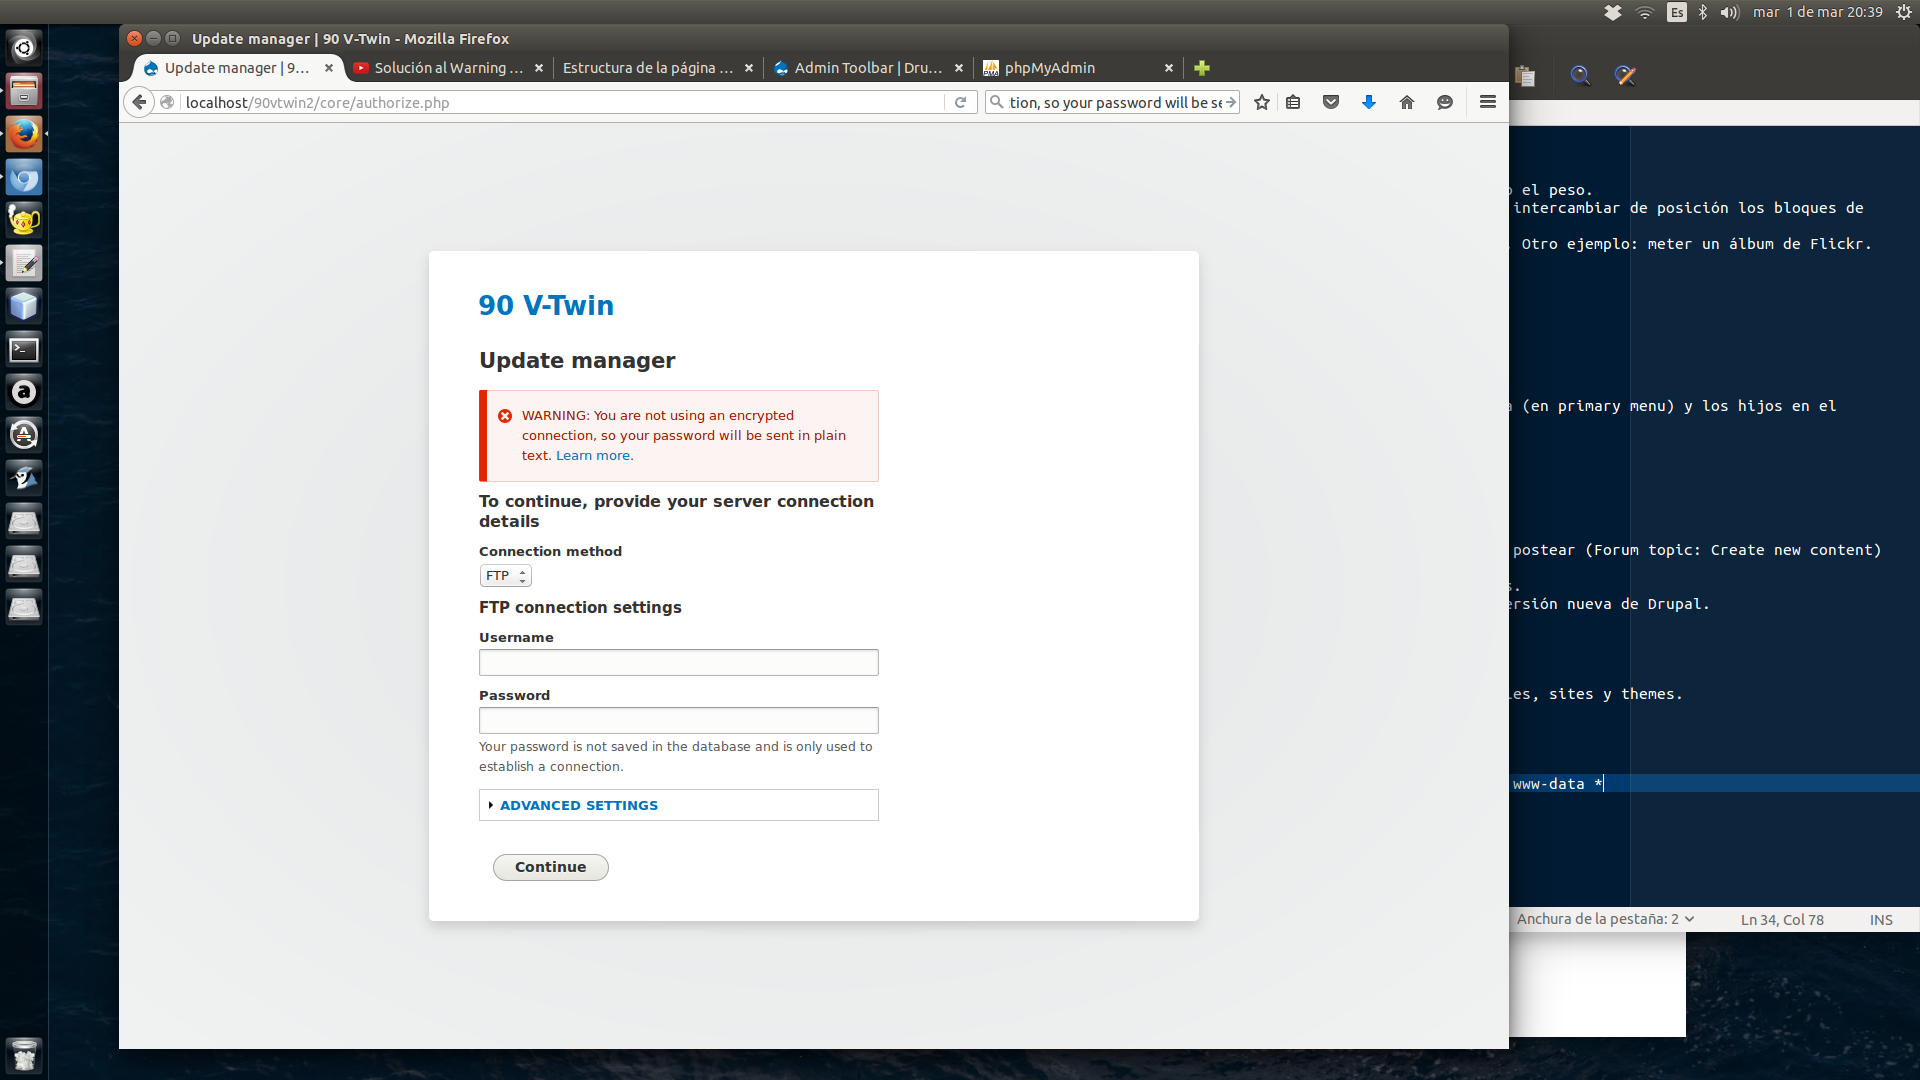 Es
mar 1 de mar 20:39
Update manager | 90 V-Twin - Mozilla Firefox
Update manager | 9...
Solución al Warning ...
Estructura de la página ...
Admin Toolbar | Dru...
phpMyAdmin
localhost/90vtwin2/core/authorize.php
tion, so your password will be
90 V-Twin
Update manager
WARNING: You are not using an encrypted
connection, so your password will be sent in plain
text. Learn more.
To continue, provide your server connection
details
Connection method
FTP
FTP connection settings
Username
Password
Your password is not saved in the database and is only used to
establish a connection.
ADVANCED SETTINGS
Continue
el peso.
intercambiar de posición los bloques de
Otro ejemplo: meter un álbum de Flickr.
(en primary menu) y los hijos en el
postear (Forum topic: Create new content)
nueva de Drupal.
sites y themes.
www-data *
Anchura de la pestaña: 2
Ln 34, Col 78
INS